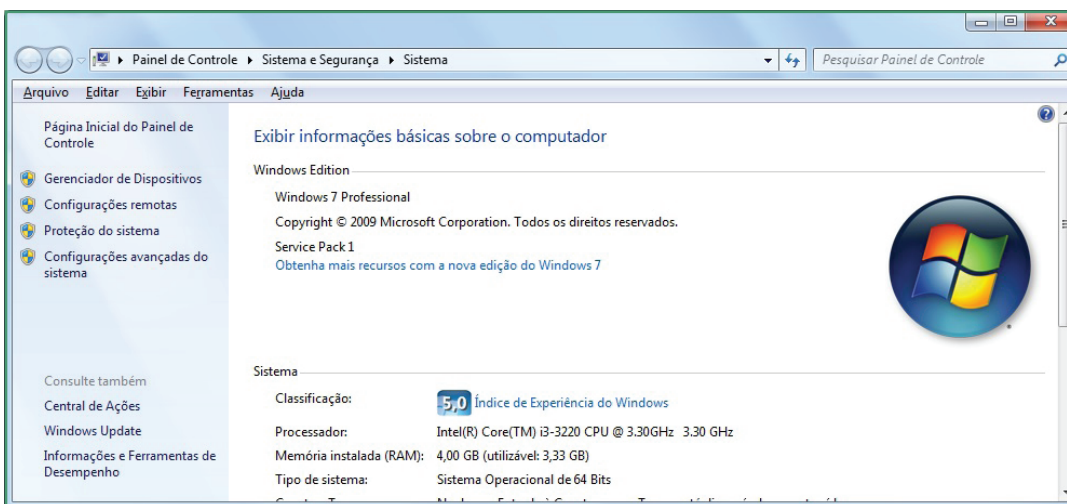 Painel de Controle ▸ Sistema e Segurança ▸ Sistema
Pesquisar Painel de Controle
Arquivo Editar Exibir Ferramentas Ajuda
Página Inicial do Painel de
Controle
Gerenciador de Dispositivos
Configurações remotas
Proteção do sistema
Configurações avançadas do
sistema
Consulte também
Central de Ações
Windows Update
Informações e Ferramentas de
Desempenho
Exibir informações básicas sobre o computador
Windows Edition
Windows 7 Professional
Copyright © 2009 Microsoft Corporation. Todos os direitos reservados.
Service Pack 1
Obtenha mais recursos com a nova edição do Windows 7
Sistema
Classificação: 5,0 Índice de Experiência do Windows
Processador: Intel(R) Core(TM) i3-3220 CPU @ 3.30GHz 3.30 GHz
Memória instalada (RAM): 4,00 GB (utilizável: 3,33 GB)
Tipo de sistema: Sistema Operacional de 64 Bits